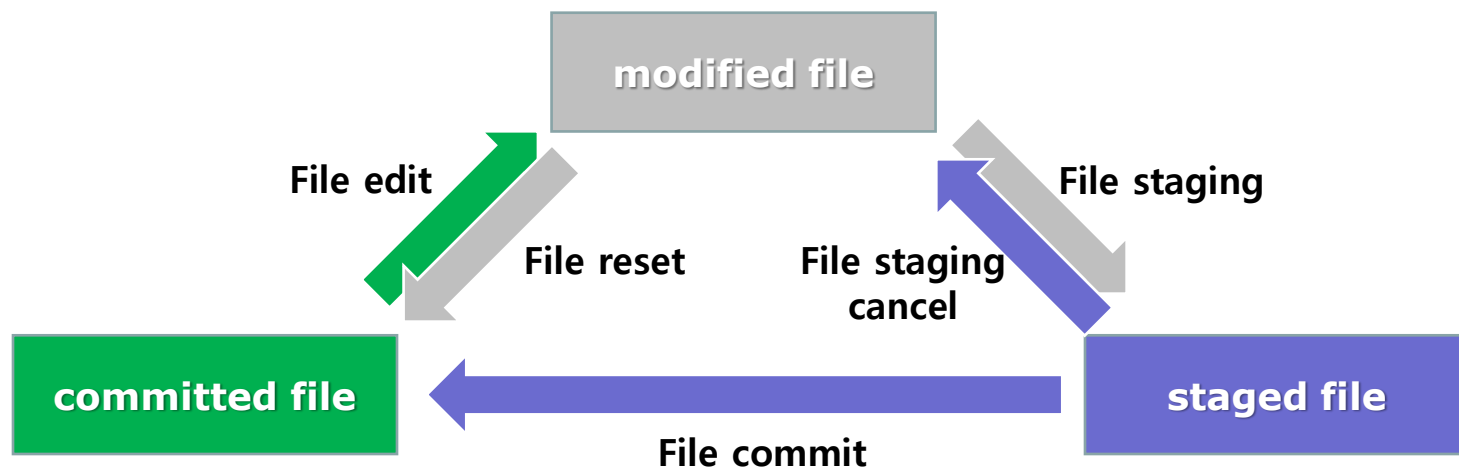 modified file
File edit
File staging
File reset
File staging
cancel
committed file
staged file
File commit